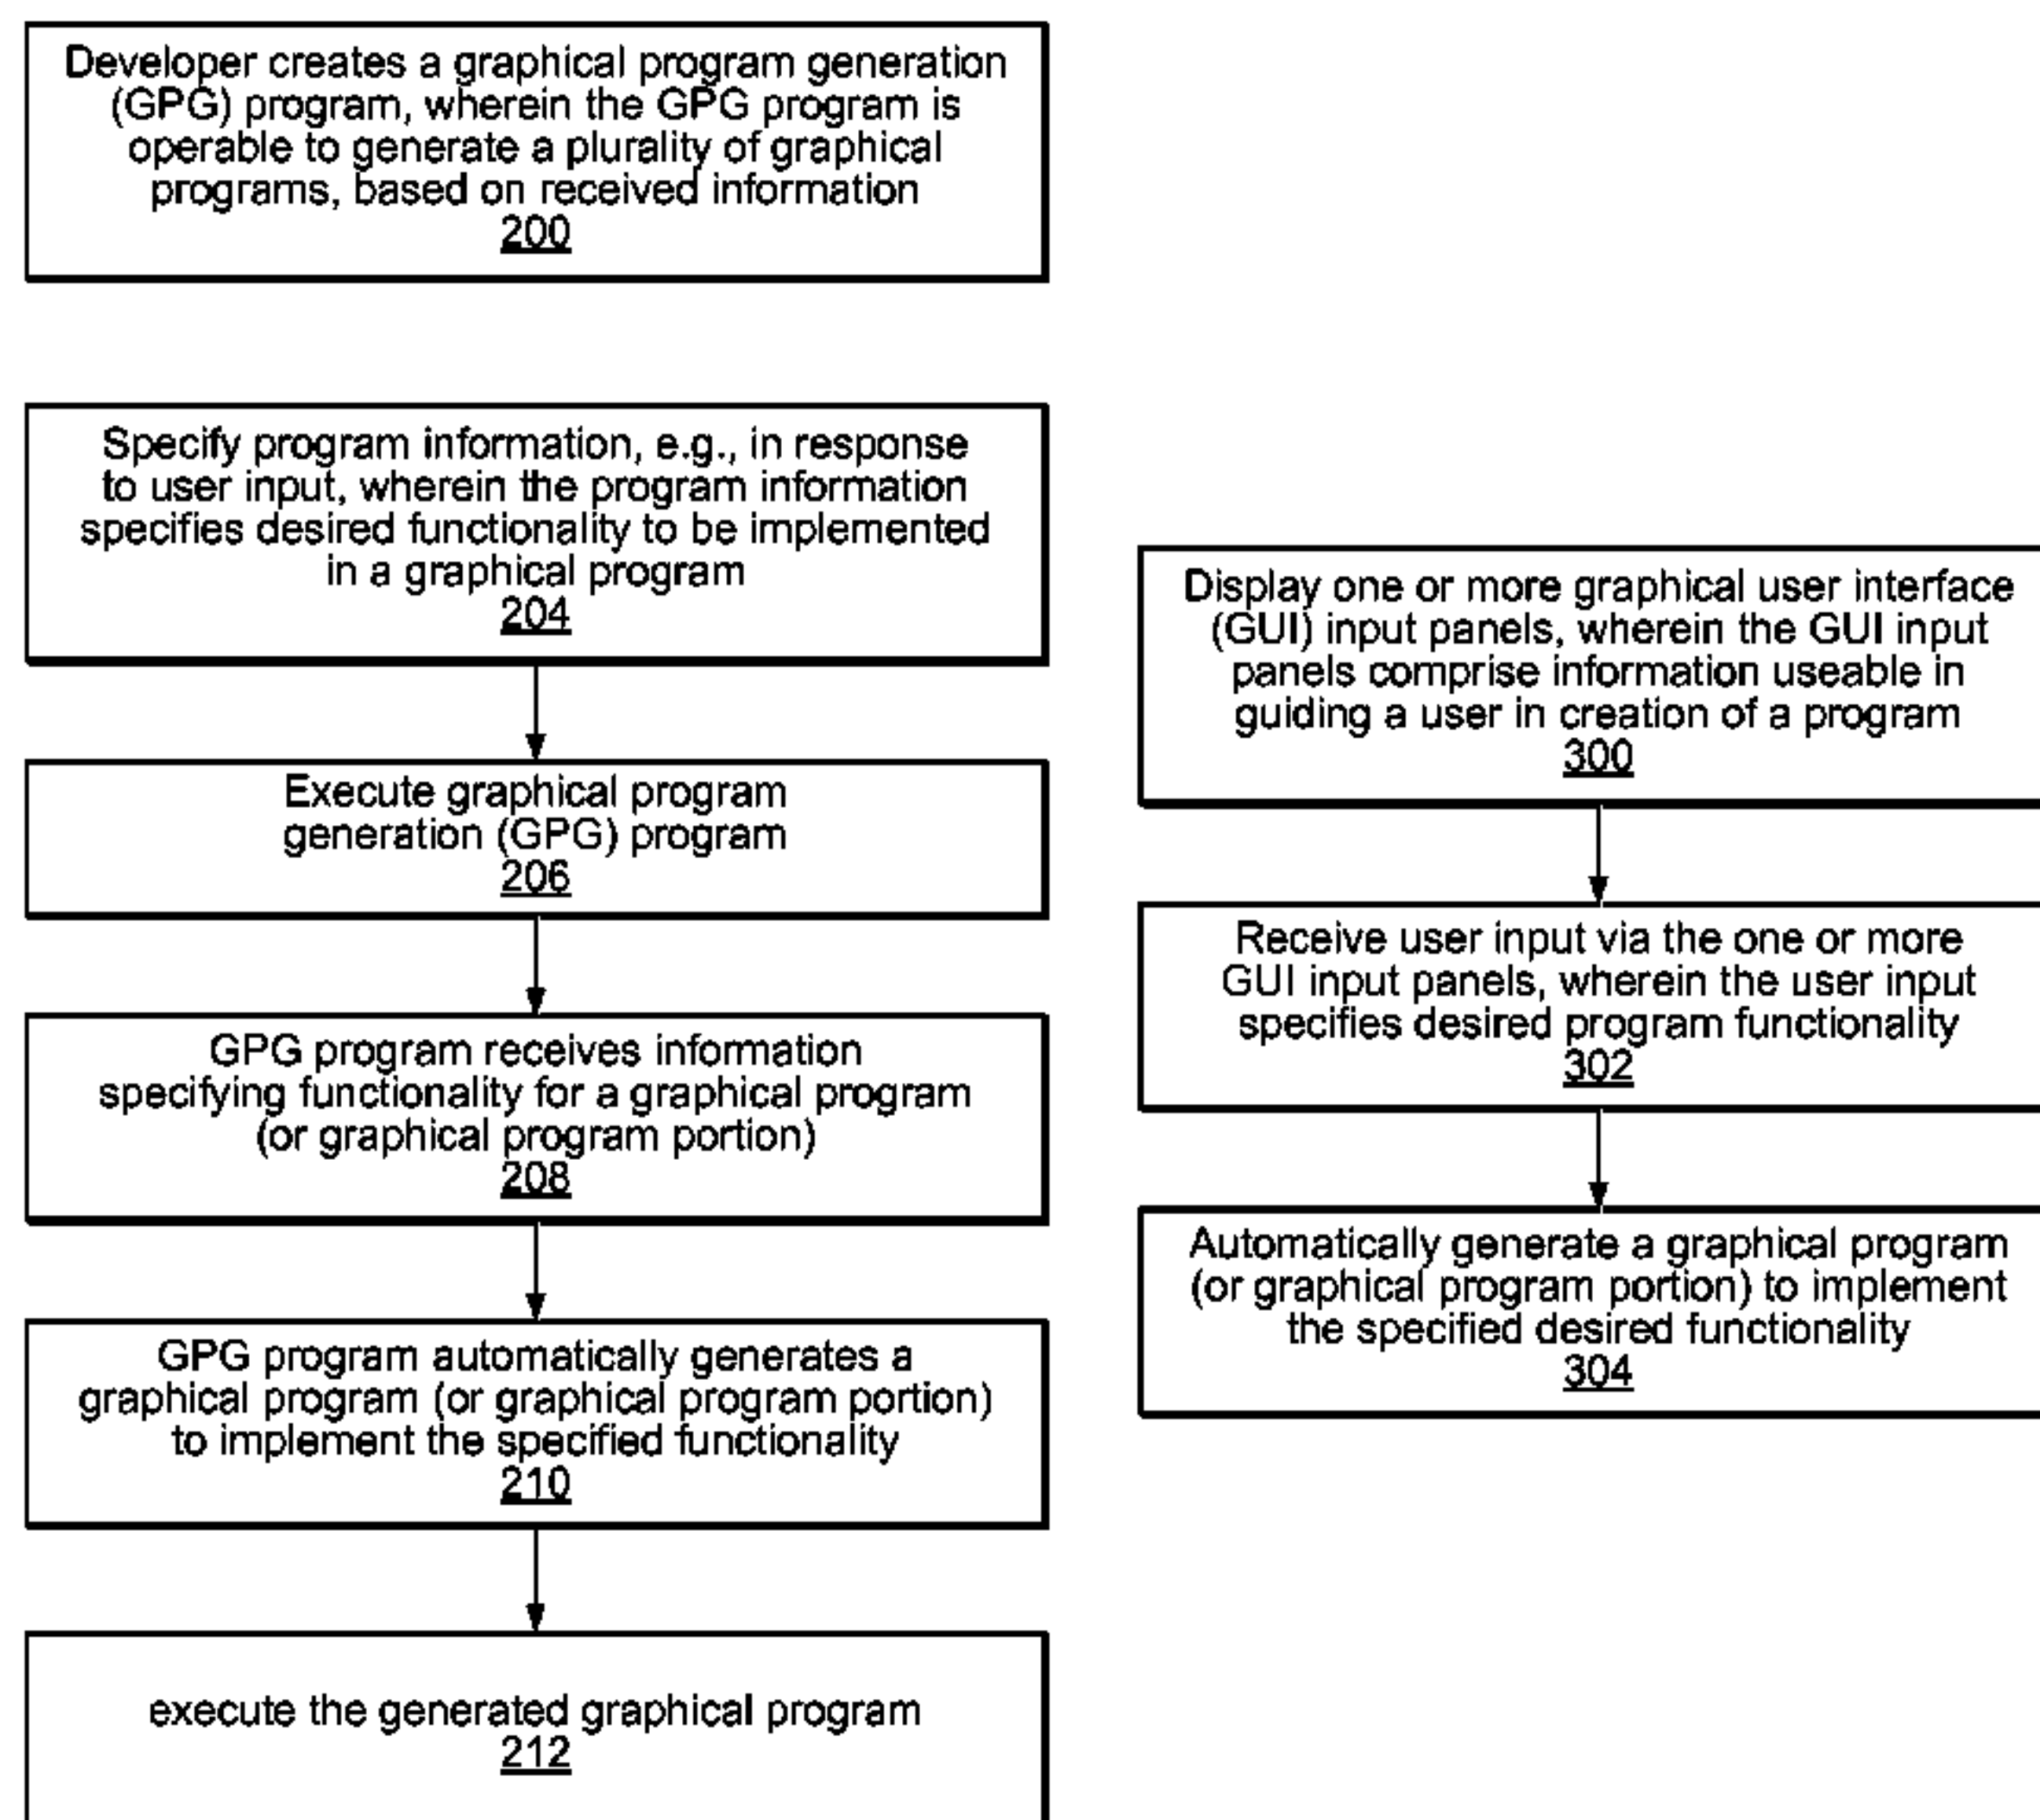 Developer creates a graphical program generation
(GPG) program, wherein the GPG program is
operable to generate a plurality of graphical
programs, based on received information
200
Specify program information, e.g., in response
to user input, wherein the program information
specifies desired functionality to be implemented
in a graphical program
204
Execute graphical program
generation (GPG) program
206
GPG program receives information
specifying functionality for a graphical program
(or graphical program portion)
208
GPG program automatically generates a
graphical program (or graphical program portion)
to implement the specified functionality
210
execute the generated graphical program
212
Display one or more graphical user interface
(GUI) input panels, wherein the GUI input
panels comprise information useable in
guiding a user in creation of a program
300
Receive user input via the one or more
GUI input panels, wherein the user input
specifies desired program functionality
302
Automatically generate a graphical program
(or graphical program portion) to implement
the specified desired functionality
304